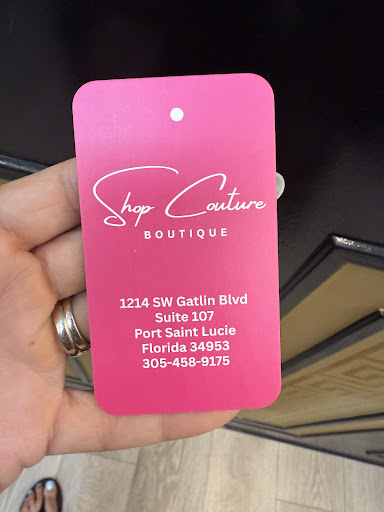 Shop Couture
BOUTIQUE
1214 SW Gatlin Blvd
Suite 107
Port Saint Lucie
Florida 34953
305-458-9175